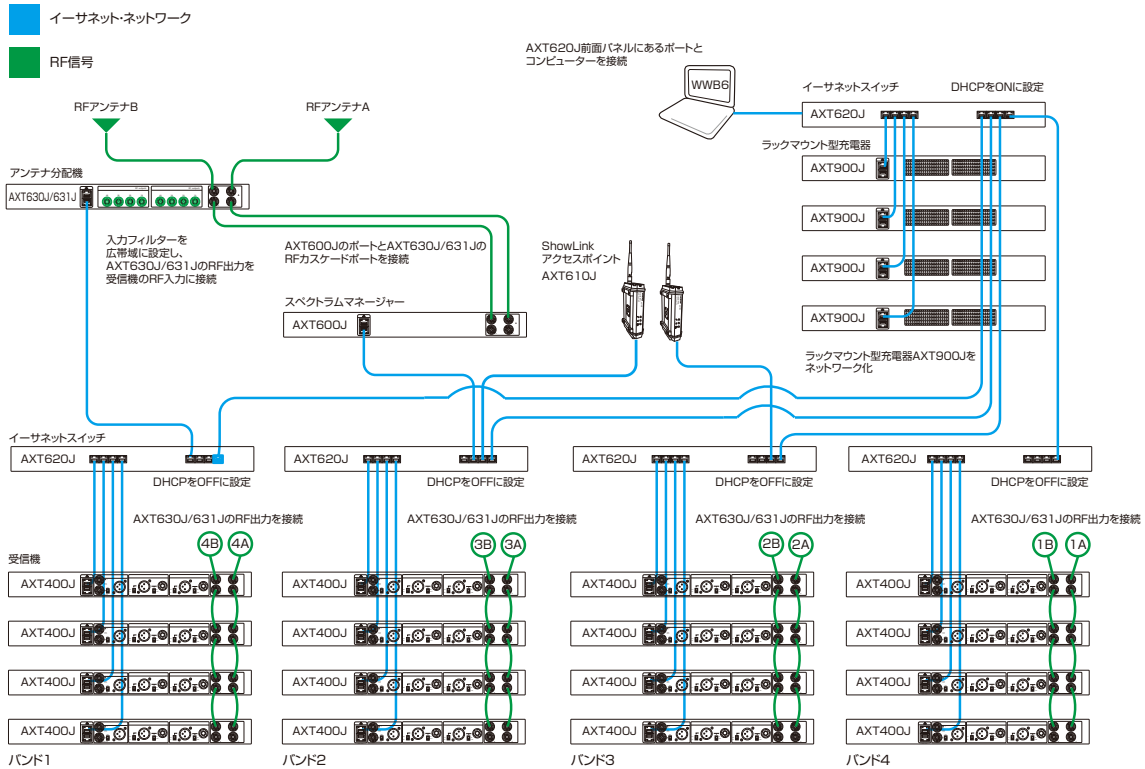 イーサネット・ネットワーク
RF信号
RFアンテナB
RFアンテナA
アンテナ分配機
AXT630J/631J
入力フィルターを
広帯域に設定し、
AXT630J/631JのRF出力を
受信機のRF入力に接続
AXT600JのポートとAXT630J/631Jの
RFカスケードポートを接続
スペクトラムマネージャー
AXT600J
ShowLink
アクセスポイント
AXT610J
AXT620J前面パネルにあるポートと
コンピューターを接続
WWB6
イーサネットスイッチ
DHCPをONに設定
AXT620J
ラックマウント型充電器
AXT900J
AXT900J
AXT900J
AXT900J
ラックマウント型充電器AXT900Jを
ネットワーク化
イーサネットスイッチ
AXT620J
DHCPをOFFに設定
AXT630J/631JのRF出力を接続
4B
4A
受信機
AXT400J
AXT400J
AXT400J
AXT400J
バンド1
AXT620J
DHCPをOFFに設定
AXT630J/631JのRF出力を接続
3B
3A
AXT400J
AXT400J
AXT400J
AXT400J
バンド2
AXT620J
DHCPをOFFに設定
AXT630J/631JのRF出力を接続
2B
2A
AXT400J
AXT400J
AXT400J
AXT400J
バンド3
AXT620J
DHCPをOFFに設定
AXT630J/631JのRF出力を接続
1B
1A
AXT400J
AXT400J
AXT400J
AXT400J
バンド4